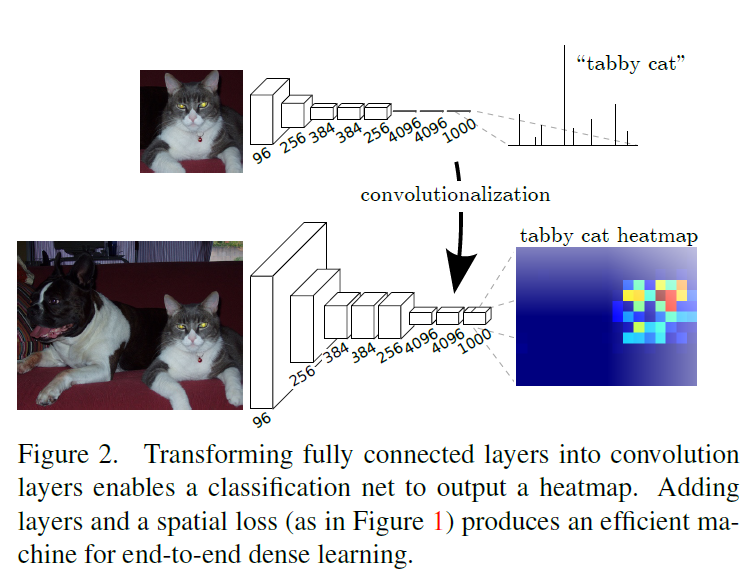 “tabby cat”
96
256
384
384
256
4096
4096
1000
convolutionalization
tabby cat heatmap
96
256
384
384
256
4096
4096
1000
Figure 2. Transforming fully connected layers into convolution
layers enables a classification net to output a heatmap. Adding
layers and a spatial loss (as in Figure 1) produces an efficient ma-
chine for end-to-end dense learning.